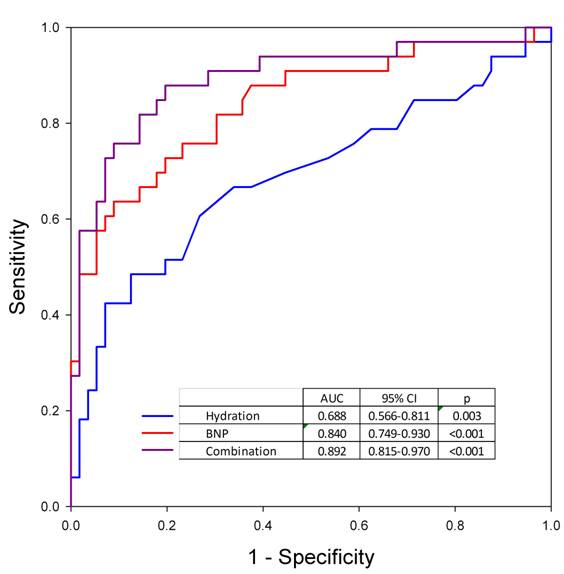 1.0
0.8
0.6
0.4
0.2
0.0
Sensitivity
AUC 95% CI p
Hydration 0.688 0.566-0.811 0.003
BNP 0.840 0.749-0.930 <0.001
Combination 0.892 0.815-0.970 <0.001
0.0 0.2 0.4 0.6 0.8 1.0
1 - Specificity